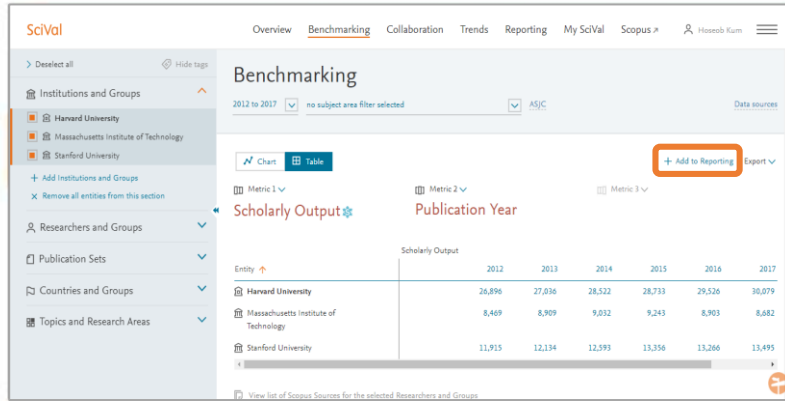 SciVal
Overview Benchmarking Collaboration Trends Reporting My SciVal Scopus Hoseob Kum
Deselect all Hide tags
Institutions and Groups
Harvard University
Massachusetts Institute of Technology
Stanford University
+ Add Institutions and Groups
x Remove all entities from this section
Researchers and Groups
Publication Sets
Countries and Groups
Topics and Research Areas
Benchmarking
2012 to 2017 no subject area filter selected ASJC Data sources
Chart Table + Add to Reporting Export
Metric 1 Metric 2 Metric 3
Scholarly Output Publication Year
Scholarly Output
Entity 2012 2013 2014 2015 2016 2017
Harvard University 26,896 27,036 28,522 28,733 29,526 30,079
Massachusetts Institute of 8,469 8,909 9,032 9,243 8,903 8,682
Technology
Stanford University 11,915 12,134 12,593 13,356 13,266 13,495
View list of Scopus Sources for the selected Researchers and Groups